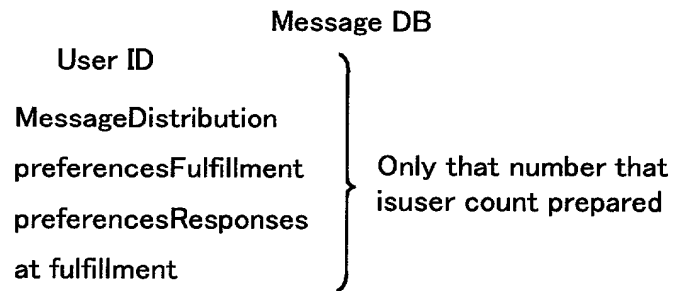 Message DB
User ID
MessageDistribution
preferencesFulfillment
preferencesResponses
at fulfillment
Only that number that
isuser count prepared